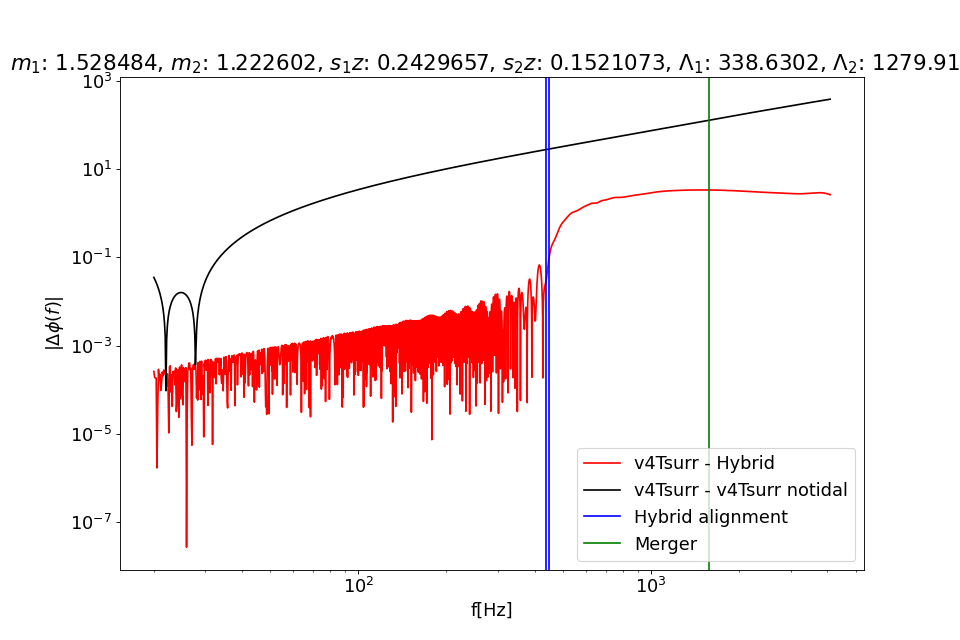 m₁: 1.528484, m₂: 1.222602, s₁z: 0.2429657, s₂z: 0.1521073, Λ₁: 338.6302, Λ₂: 1279.91
10³
10¹
10⁻¹
10⁻³
10⁻⁵
10⁻⁷
|Δϕ(f)|
v4Tsurr - Hybrid
v4Tsurr - v4Tsurr notidal
Hybrid alignment
Merger
10² 10³
f[Hz]